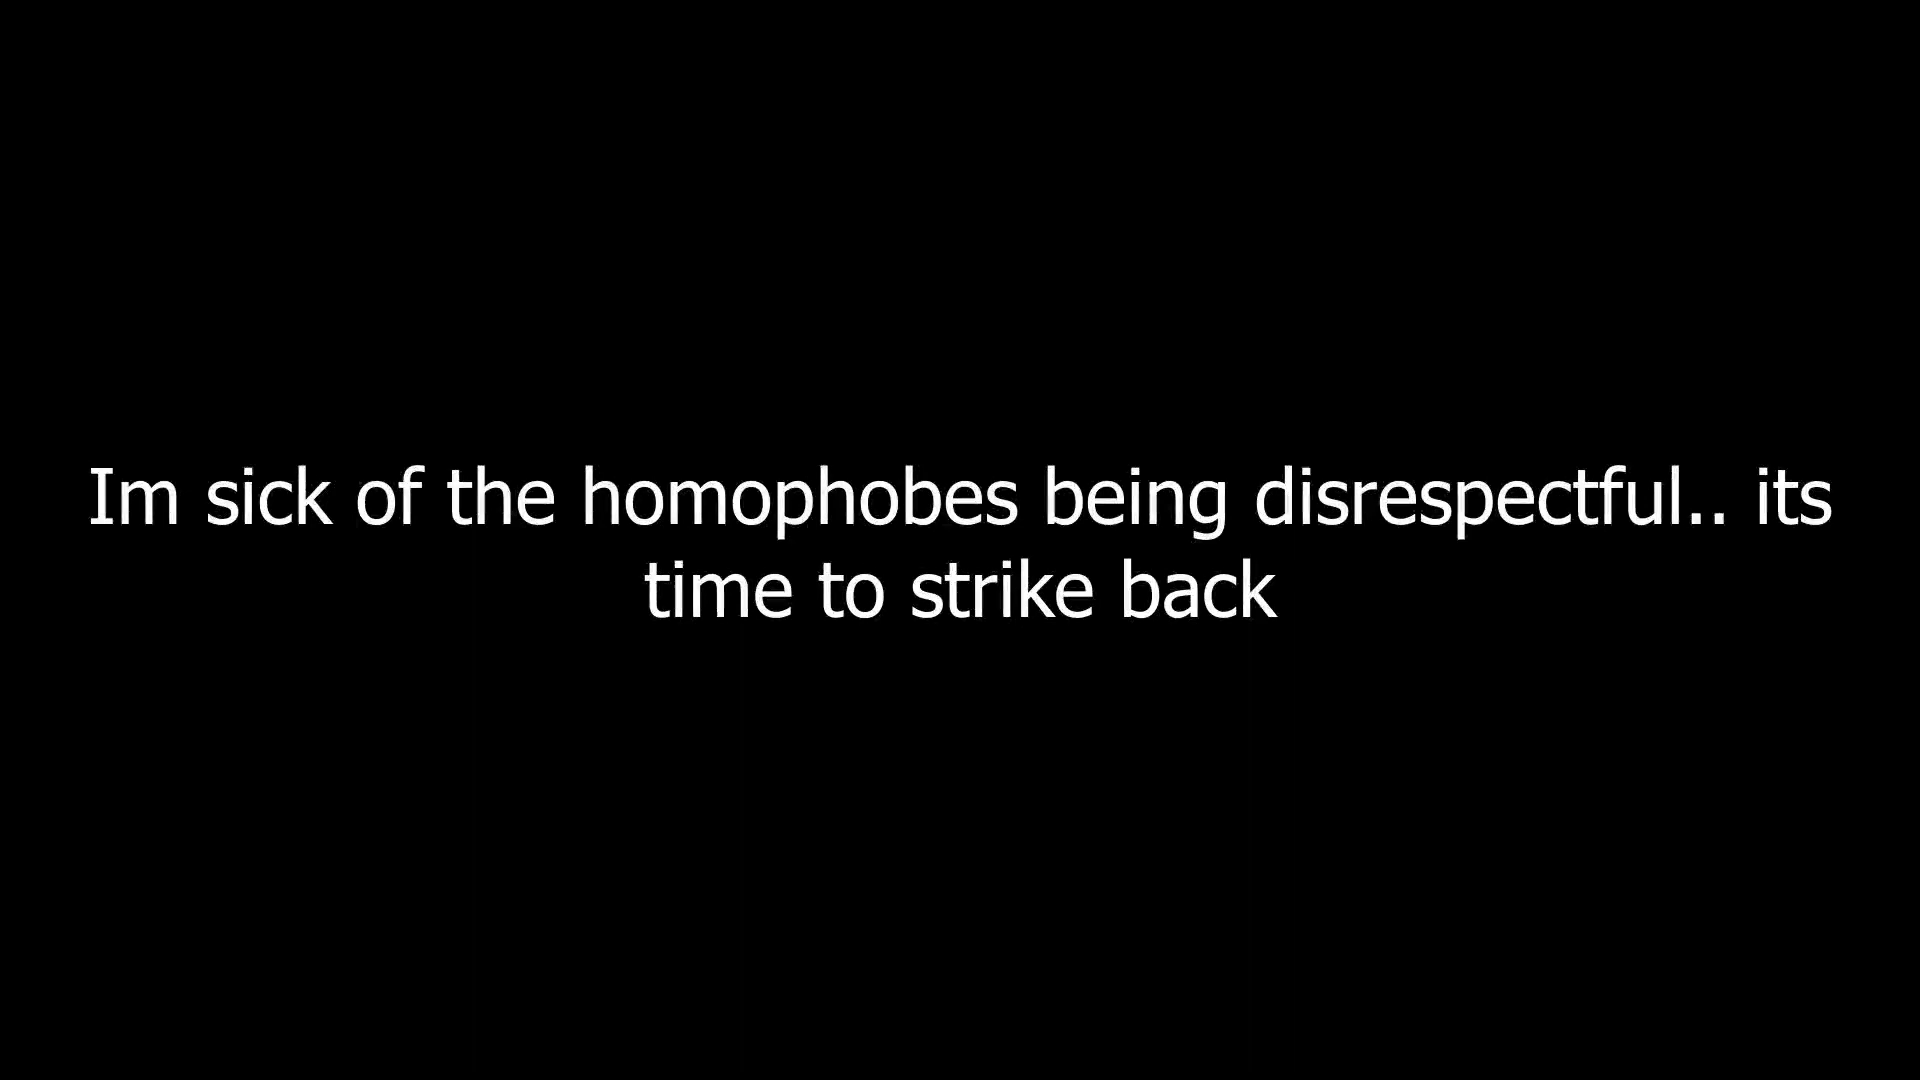 Im sick of the homophobes being disrespectful.. its
time to strike back